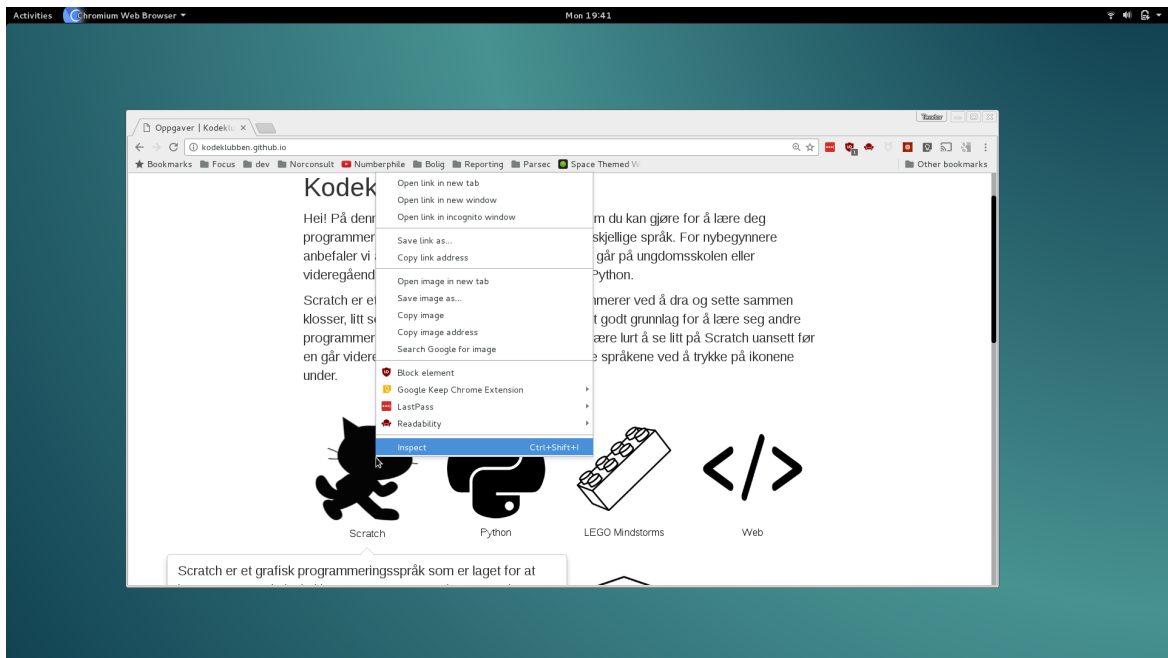 Activities Chromium Web Browser Mon 19:41
Tasker
Oppgaver | Kodeklu
kodeklubben.github.io
Bookmarks Focus dev Norconsult Numberphile Bolig Reporting Parsec Space Themed W Other bookmarks
Kodek
Hei! På denn
m du kan gjøre for å lære deg
programmer
skjellige språk. For nybegynnere
anbefaler vi
går på ungdomsskolen eller
videregåend
Python.
Scratch er et
merer ved å dra og sette sammen
klosser, litt so
t godt grunnlag for å lære seg andre
programmer
ære lurt å se litt på Scratch uansett før
en går videre
e språkene ved å trykke på ikonene
under.
Open link in new tab
Open link in new window
Open link in incognito window
Save link as...
Copy link address
Open image in new tab
Save image as...
Copy image
Copy image address
Search Google for image
Block element
Google Keep Chrome Extension
LastPass
Readability
Inspect Ctrl+Shift+I
</>
Scratch Python LEGO Mindstorms Web
Scratch er et grafisk programmeringsspråk som er laget for at